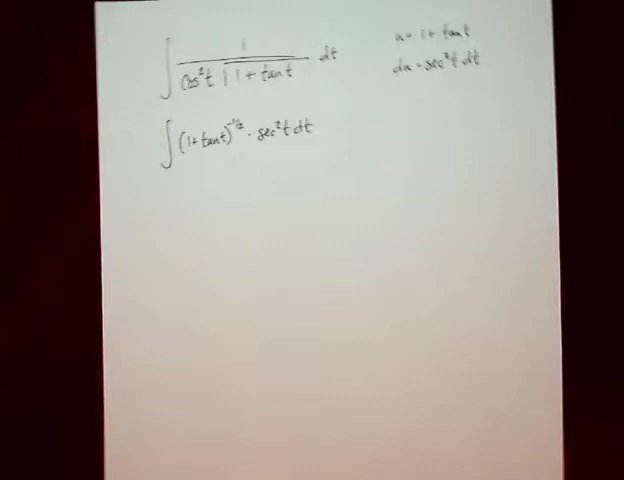 ∫ 1/(cos²t √(1 + tan t)) dt
u = 1 + tan t
du = sec²t dt
∫ (1 + tan t)^(-1/2) · sec²t dt